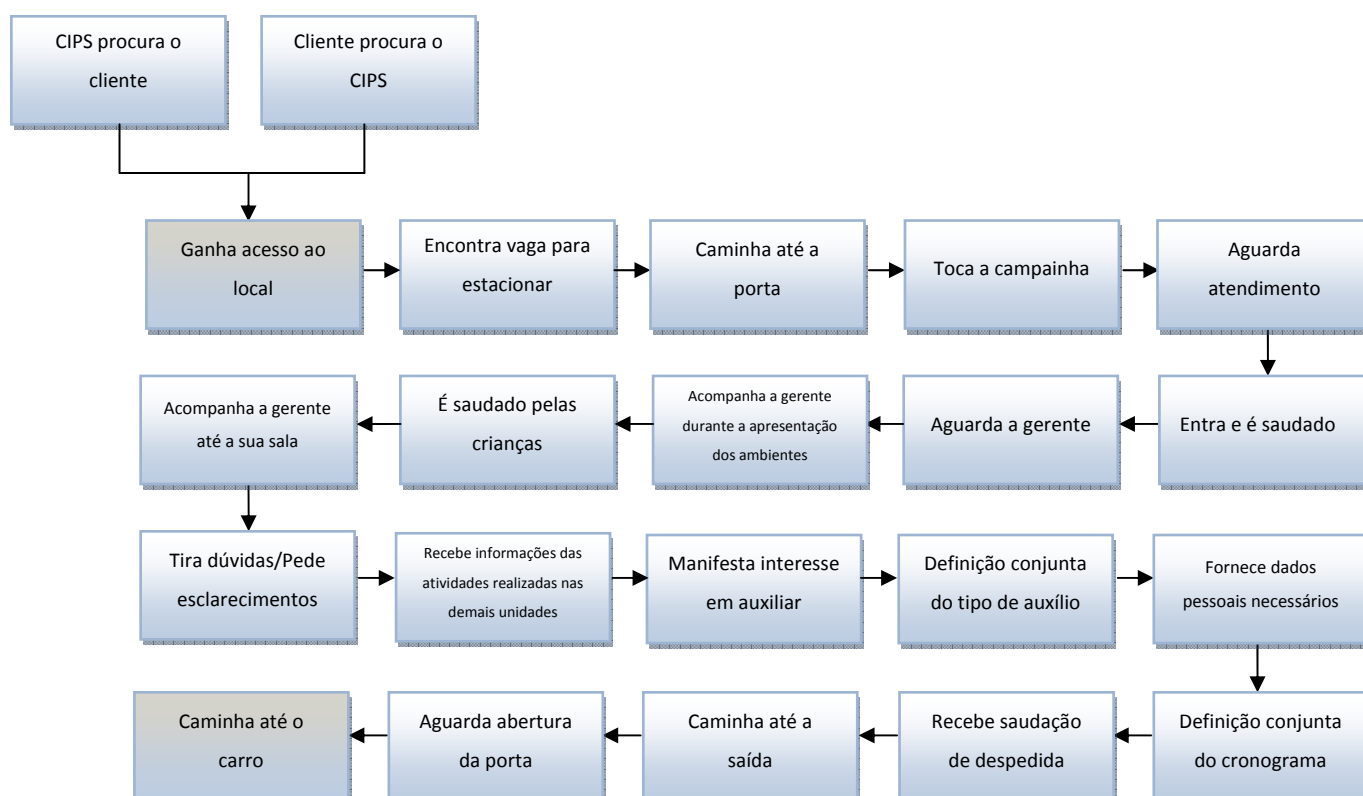 CIPS procura o
cliente
Cliente procura o
CIPS
Ganha acesso ao
local
Encontra vaga para
estacionar
Caminha até a
porta
Toca a campainha
Aguarda
atendimento
Entra e é saudado
Aguarda a gerente
Acompanha a gerente
durante a apresentação
dos ambientes
É saudado pelas
crianças
Acompanha a gerente
até a sua sala
Tira dúvidas/Pede
esclarecimentos
Recebe informações das
atividades realizadas nas
demais unidades
Manifesta interesse
em auxiliar
Definição conjunta
do tipo de auxílio
Fornece dados
pessoais necessários
Definição conjunta
do cronograma
Recebe saudação
de despedida
Caminha até a
saída
Aguarda abertura
da porta
Caminha até o
carro